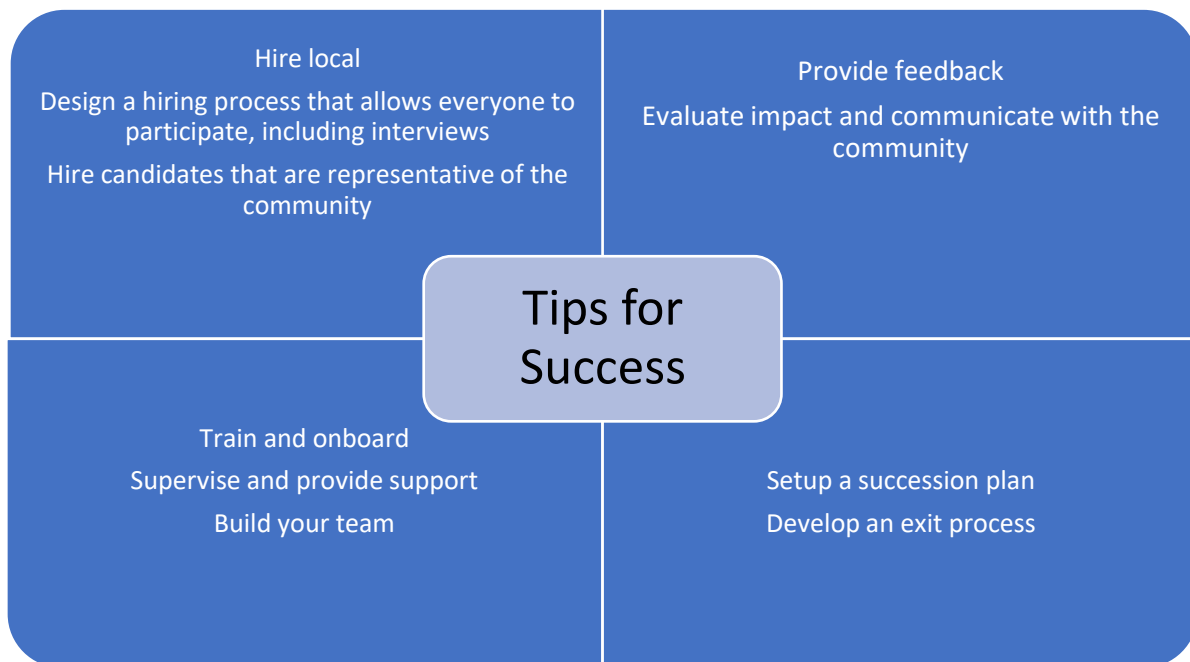 Hire local
Design a hiring process that allows everyone to
participate, including interviews
Hire candidates that are representative of the
community
Provide feedback
Evaluate impact and communicate with the
community
Tips for
Success
Train and onboard
Supervise and provide support
Build your team
Setup a succession plan
Develop an exit process